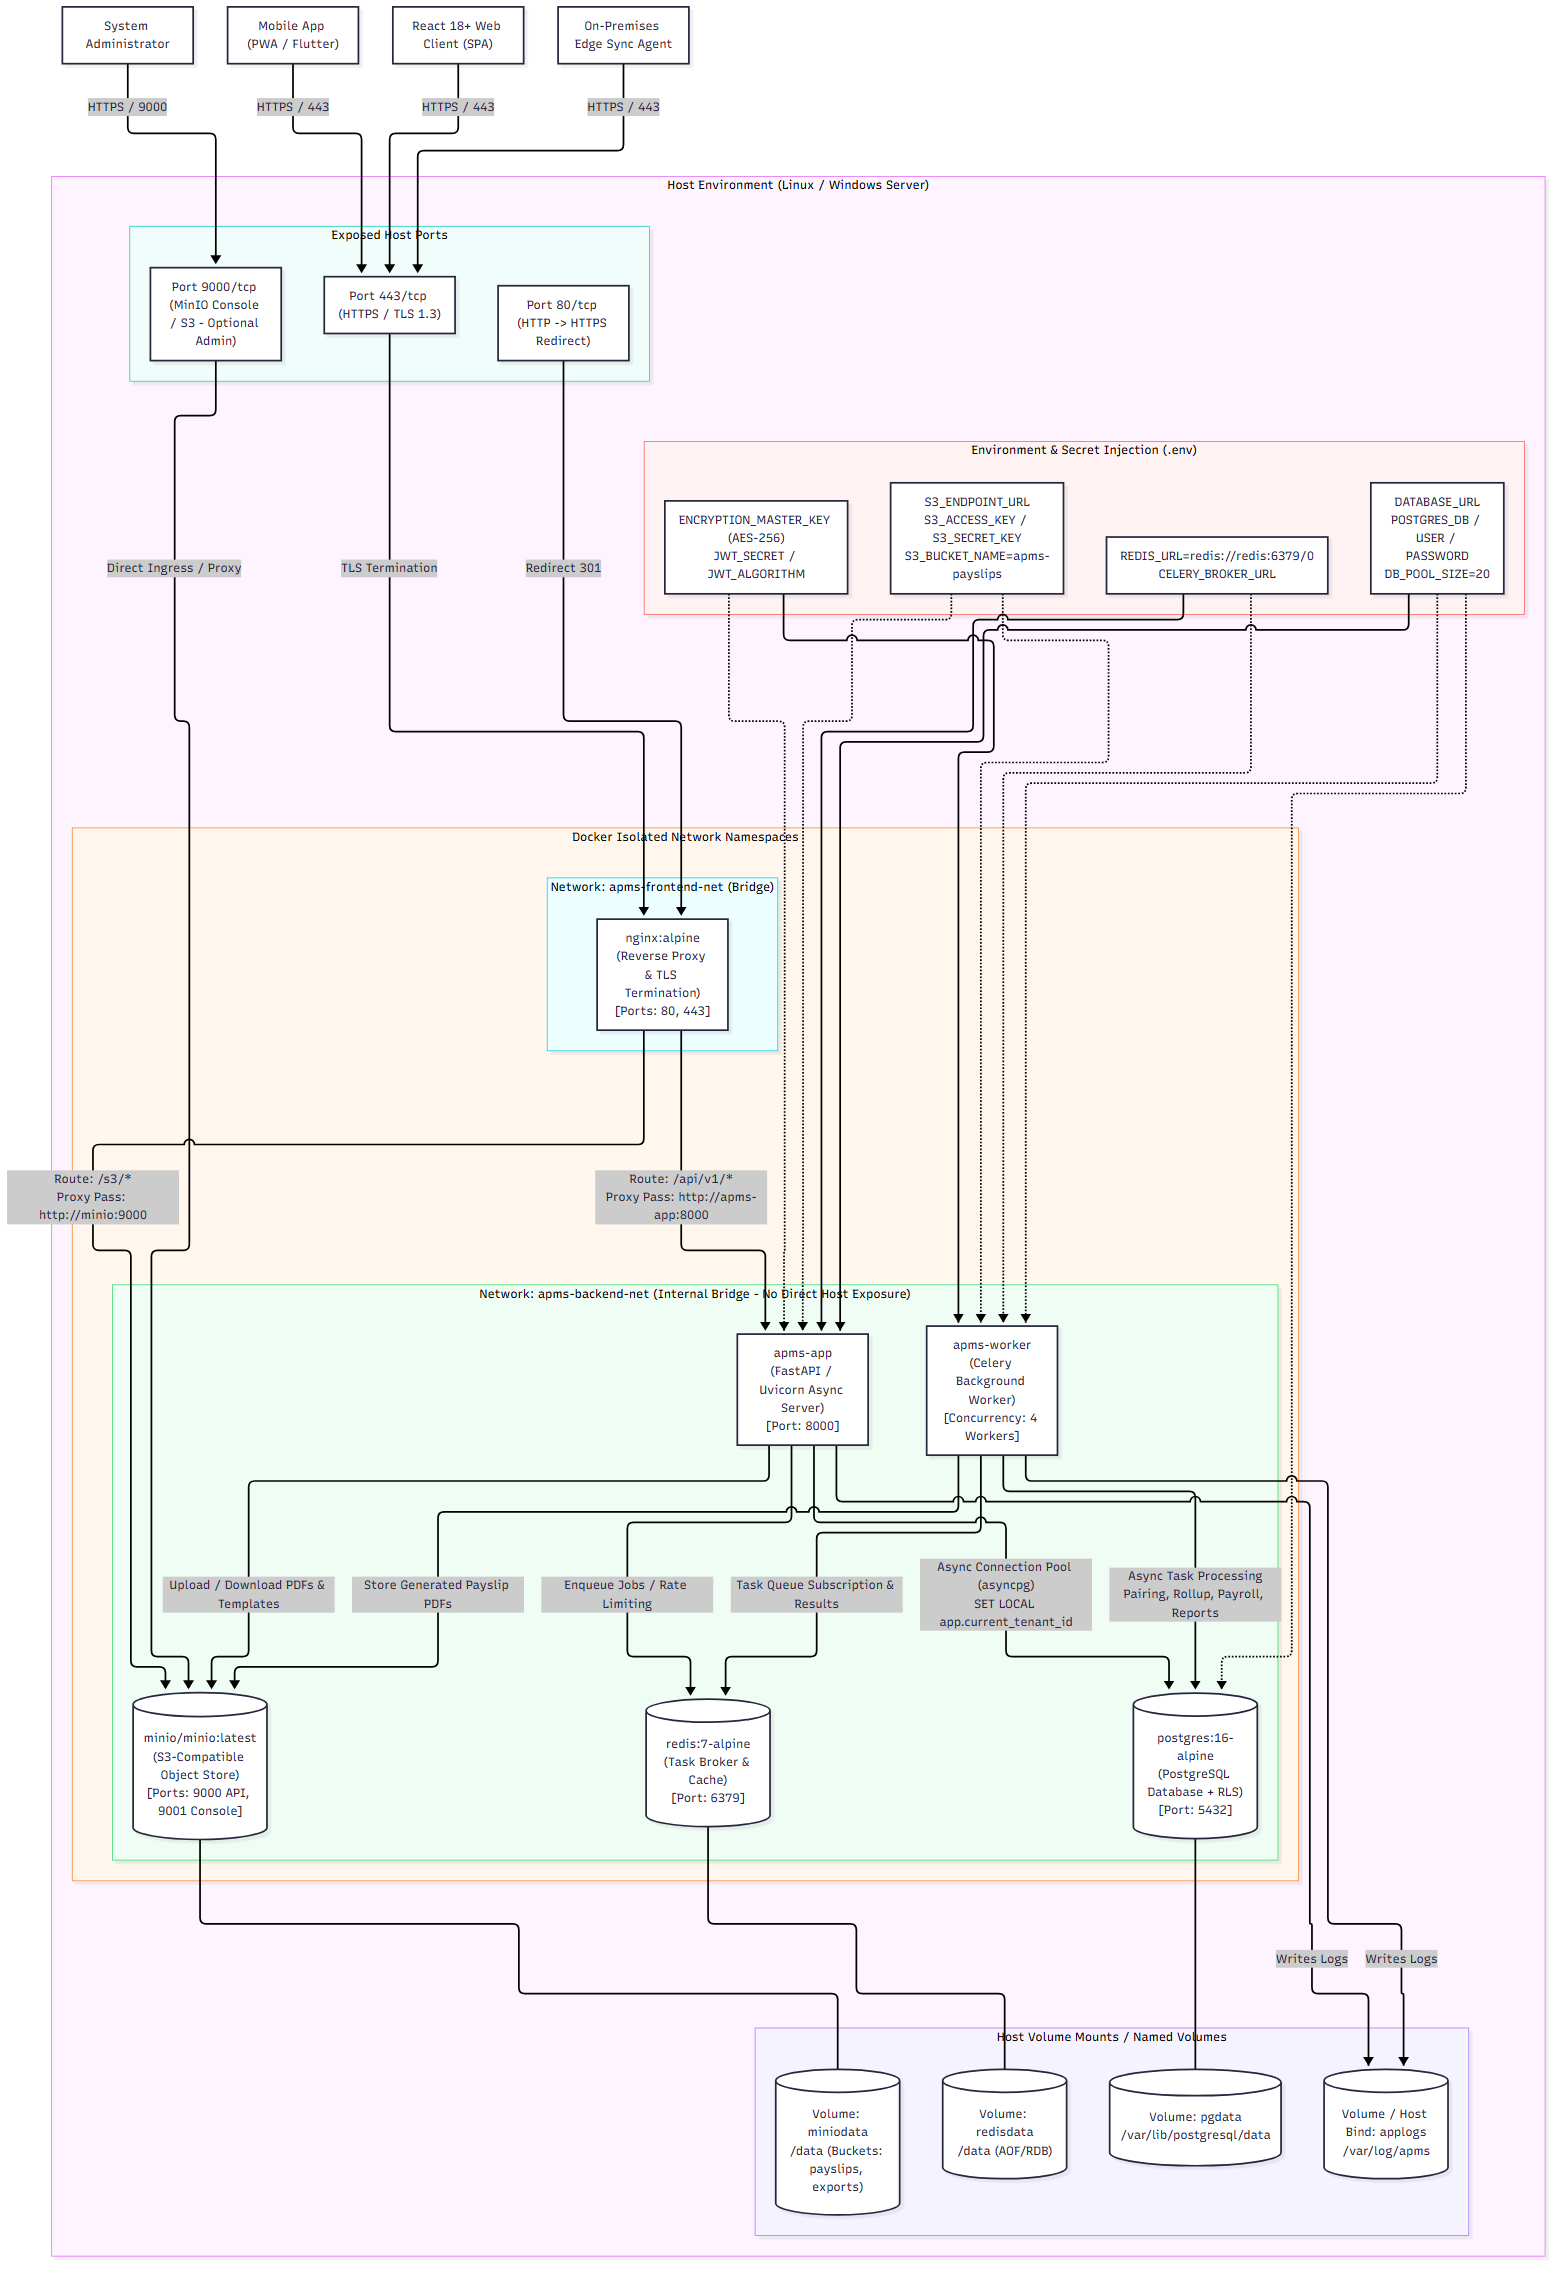 System
Administrator
Mobile App
(PWA / Flutter)
React 18+ Web
Client (SPA)
On-Premises
Edge Sync Agent
HTTPS / 9000
HTTPS / 443
HTTPS / 443
HTTPS / 443
Host Environment (Linux / Windows Server)
Exposed Host Ports
Port 9000/tcp
(MinIO Console
/ S3 - Optional
Admin)
Port 443/tcp
(HTTPS / TLS 1.3)
Port 80/tcp
(HTTP -> HTTPS
Redirect)
Environment & Secret Injection (.env)
ENCRYPTION_MASTER_KEY
(AES-256)
JWT_SECRET /
JWT_ALGORITHM
S3_ENDPOINT_URL
S3_ACCESS_KEY /
S3_SECRET_KEY
S3_BUCKET_NAME=apms-
payslips
REDIS_URL=redis://redis:6379/0
CELERY_BROKER_URL
DATABASE_URL
POSTGRES_DB /
USER /
PASSWORD
DB_POOL_SIZE=20
Direct Ingress / Proxy
TLS Termination
Redirect 301
Docker Isolated Network Namespaces
Network: apms-frontend-net (Bridge)
nginx:alpine
(Reverse Proxy
& TLS
Termination)
[Ports: 80, 443]
Route: /s3/*
Proxy Pass:
http://minio:9000
Route: /api/v1/*
Proxy Pass: http://apms-
app:8000
Network: apms-backend-net (Internal Bridge - No Direct Host Exposure)
apms-app
(FastAPI /
Uvicorn Async
Server)
[Port: 8000]
apms-worker
(Celery
Background
Worker)
[Concurrency: 4
Workers]
Upload / Download PDFs &
Templates
Store Generated Payslip
PDFs
Enqueue Jobs / Rate
Limiting
Task Queue Subscription &
Results
Async Connection Pool
(asyncpg)
SET LOCAL
app.current_tenant_id
Async Task Processing
Pairing, Rollup, Payroll,
Reports
minio/minio:latest
(S3-Compatible
Object Store)
[Ports: 9000 API,
9001 Console]
redis:7-alpine
(Task Broker &
Cache)
[Port: 6379]
postgres:16-
alpine
(PostgreSQL
Database + RLS)
[Port: 5432]
Writes Logs
Writes Logs
Host Volume Mounts / Named Volumes
Volume:
miniodata
/data (Buckets:
payslips,
exports)
Volume:
redisdata
/data (AOF/RDB)
Volume: pgdata
/var/lib/postgresql/data
Volume / Host
Bind: applogs
/var/log/apms